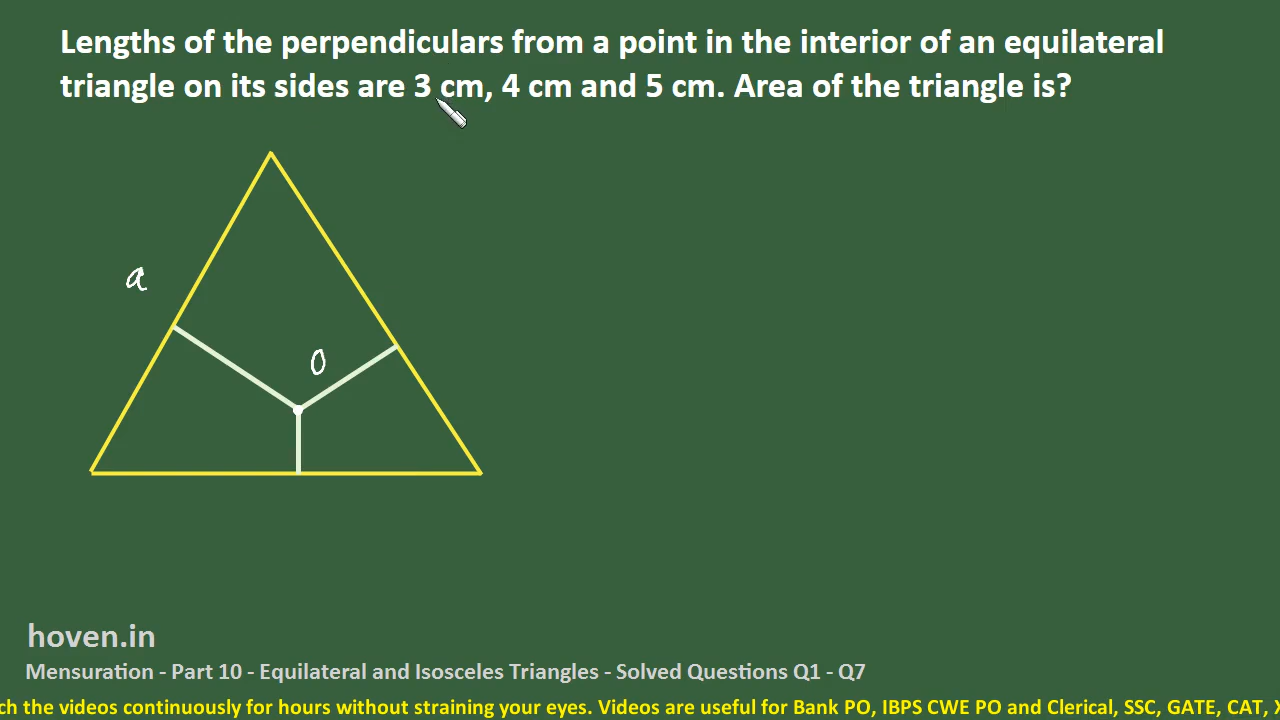 Lengths of the perpendiculars from a point in the interior of an equilateral
triangle on its sides are 3 cm, 4 cm and 5 cm. Area of the triangle is?
a
O
hoven.in
Mensuration - Part 10 - Equilateral and Isosceles Triangles - Solved Questions Q1 - Q7
the videos continuously for hours without straining your eyes. Videos are useful for Bank PO, IBPS CWE PO and Clerical, SSC, GATE, CAT,